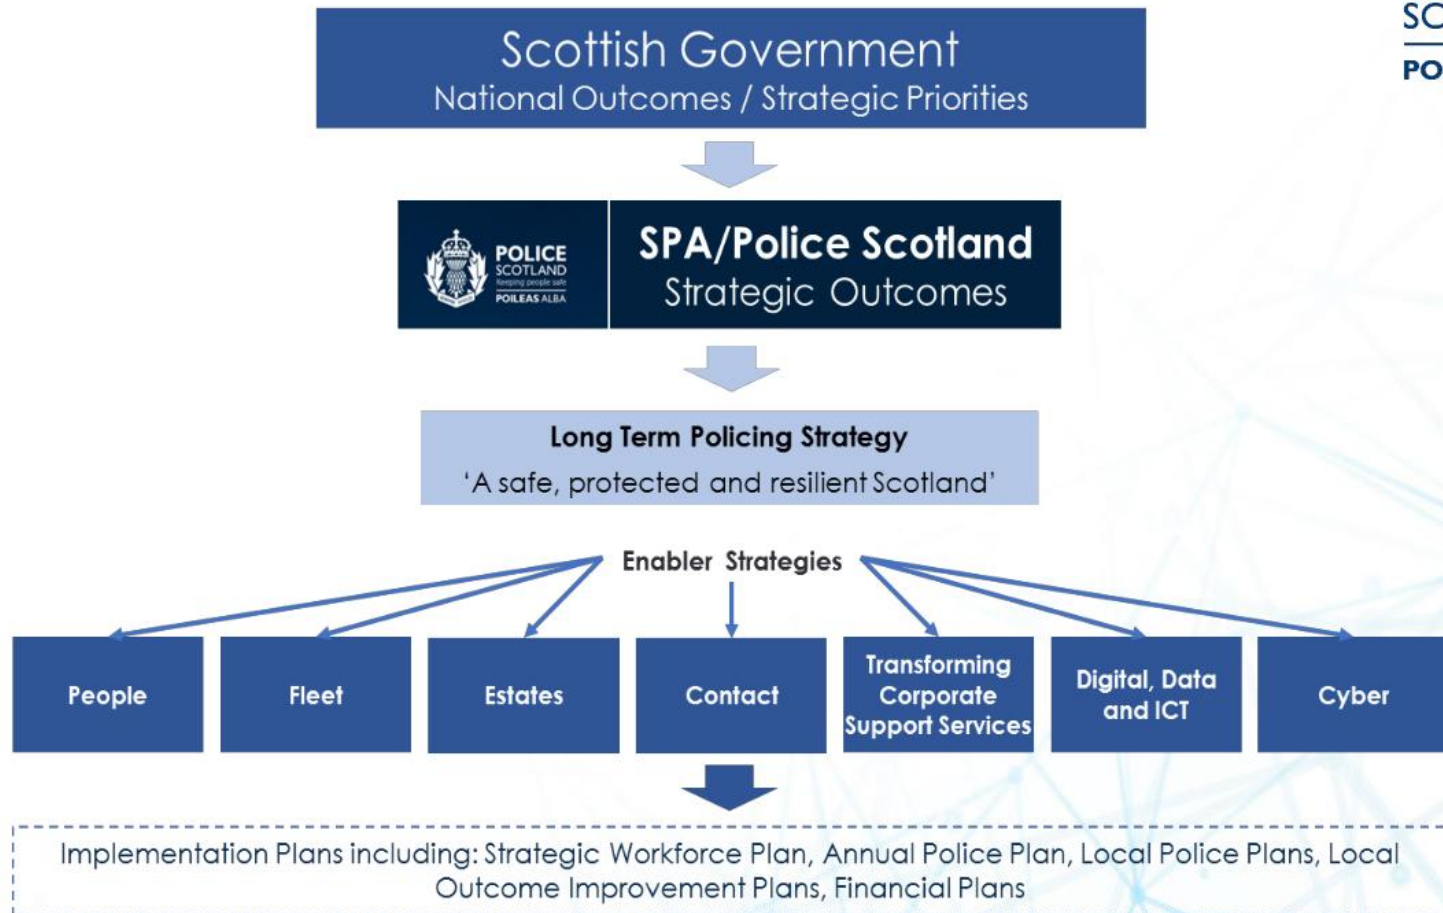 Scottish Government
National Outcomes / Strategic Priorities
POLICE
SCOTLAND
Keeping people safe
POILEAS ALBA
SPA/Police Scotland
Strategic Outcomes
Long Term Policing Strategy
‘A safe, protected and resilient Scotland’
Enabler Strategies
People
Fleet
Estates
Contact
Transforming
Corporate
Support Services
Digital, Data
and ICT
Cyber
Implementation Plans including: Strategic Workforce Plan, Annual Police Plan, Local Police Plans, Local
Outcome Improvement Plans, Financial Plans